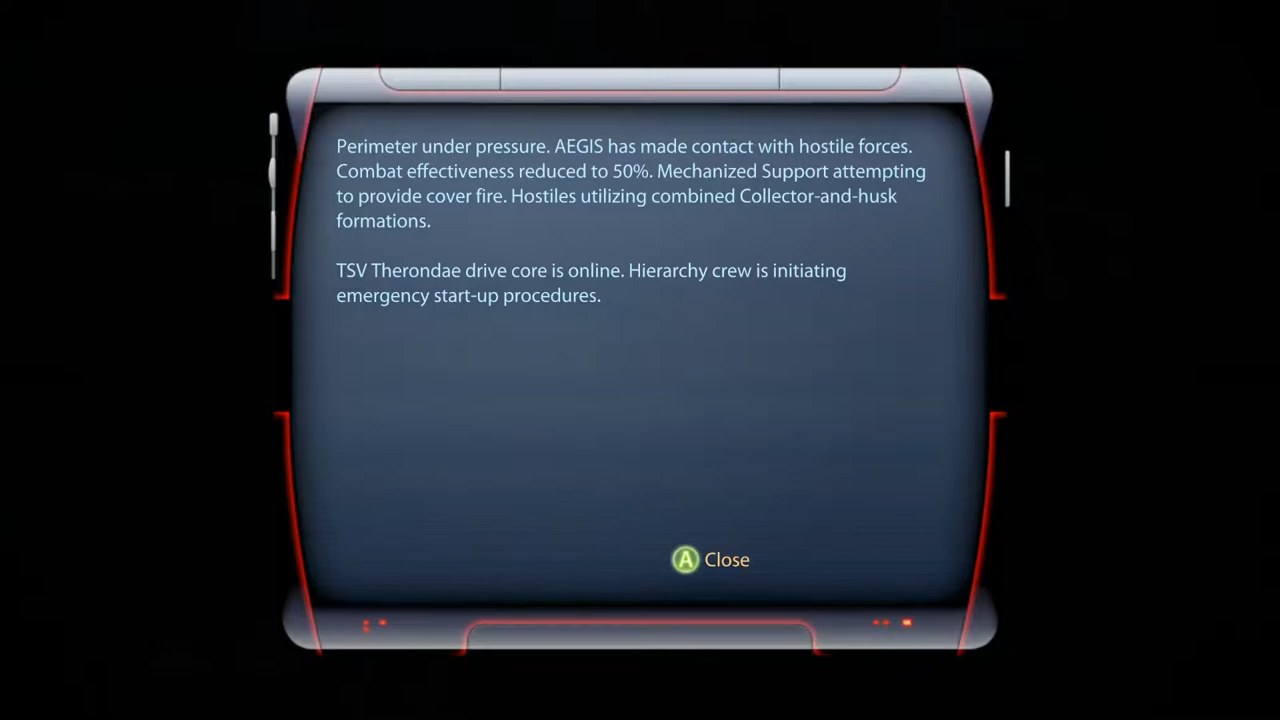 Perimeter under pressure. AEGIS has made contact with hostile forces.
Combat effectiveness reduced to 50%. Mechanized Support attempting
to provide cover fire. Hostiles utilizing combined Collector-and-husk
formations.
TSV Therondae drive core is online. Hierarchy crew is initiating
emergency start-up procedures.
A Close